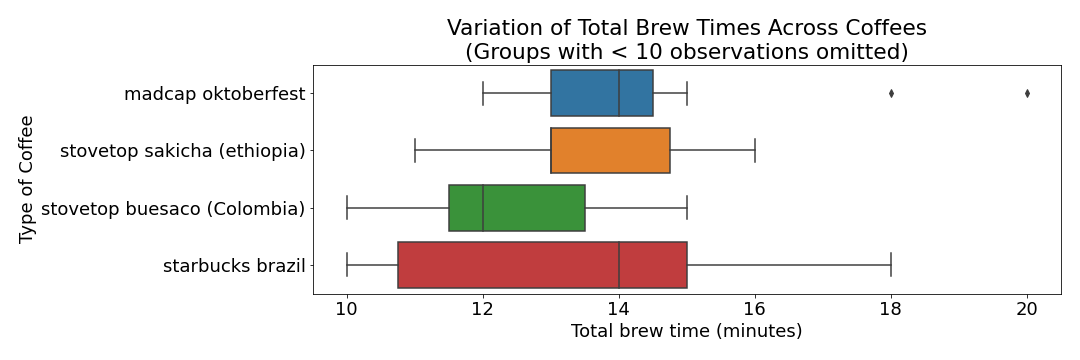 Variation of Total Brew Times Across Coffees
(Groups with < 10 observations omitted)
Type of Coffee
madcap oktoberfest
stovetop sakicha (ethiopia)
stovetop buesaco (Colombia)
starbucks brazil
10 12 14 16 18 20
Total brew time (minutes)